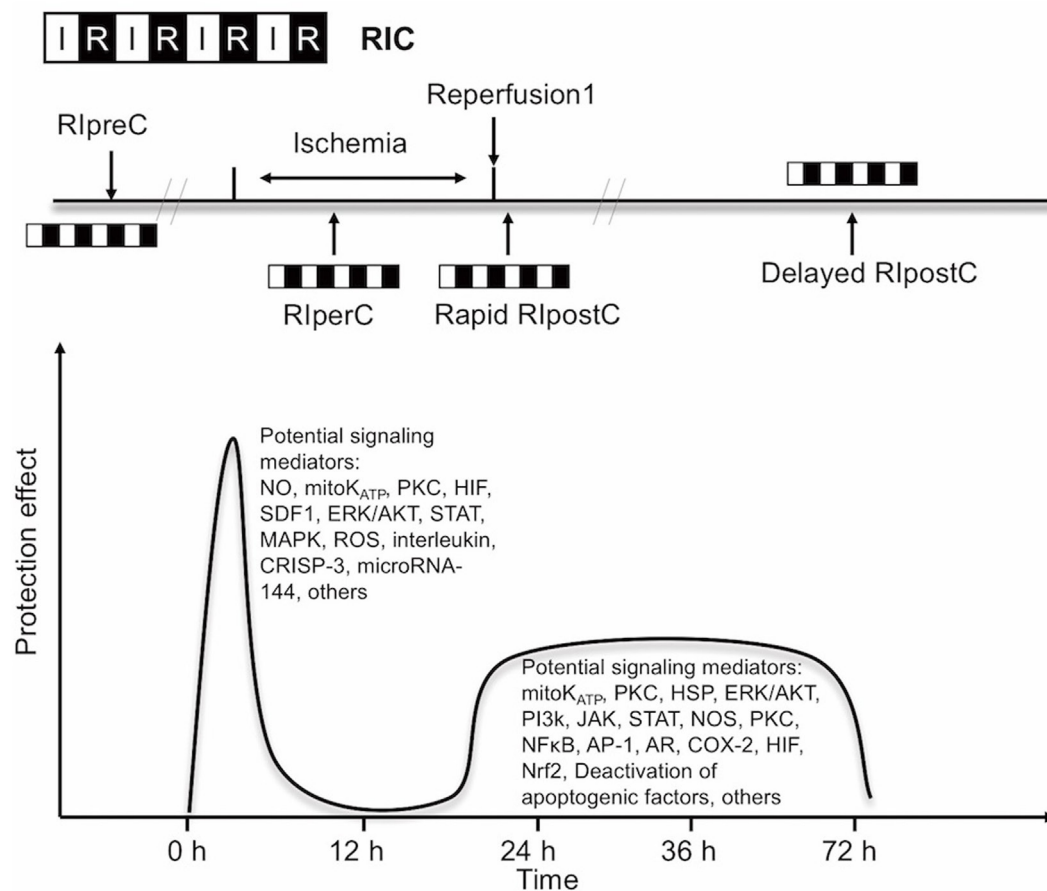 I R I R I R I R RIC
Reperfusion1
RIpreC
Ischemia
Delayed RIpostC
RIperC
Rapid RIpostC
Protection effect
Potential signaling
mediators:
NO, mitoKATP, PKC, HIF,
SDF1, ERK/AKT, STAT,
MAPK, ROS, interleukin,
CRISP-3, microRNA-
144, others
Potential signaling mediators:
mitoKATP, PKC, HSP, ERK/AKT,
PI3k, JAK, STAT, NOS, PKC,
NFκB, AP-1, AR, COX-2, HIF,
Nrf2, Deactivation of
apoptogenic factors, others
0 h 12 h 24 h 36 h 72 h
Time